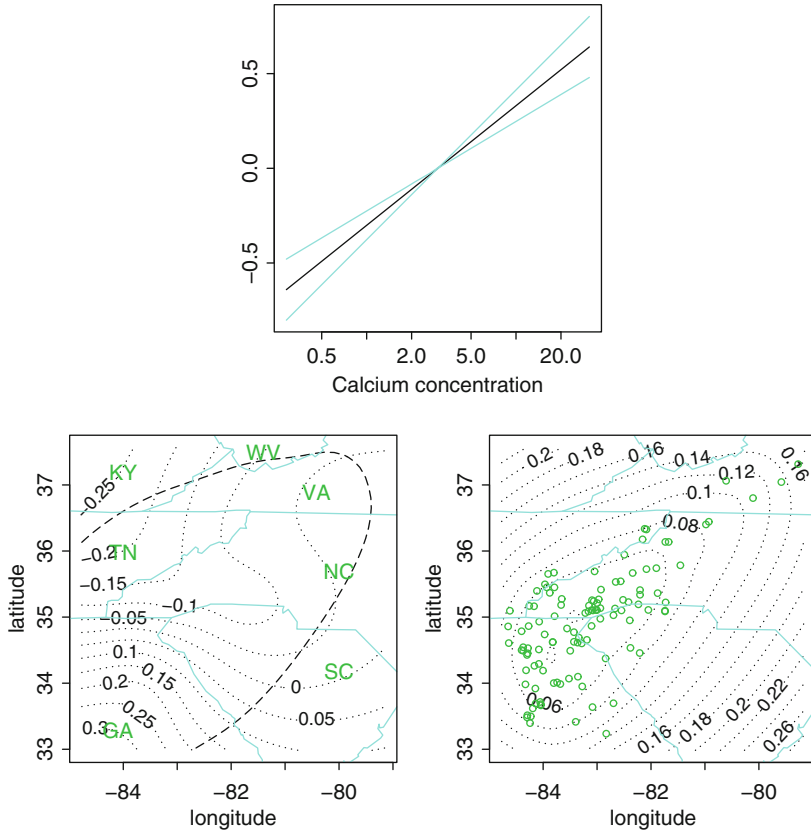 0.5
0.0
−0.5
0.5 2.0 5.0 20.0
Calcium concentration
37
36
35
34
33
latitude
WV
KY
−0.25
VA
−0.2
TN
−0.15
NC
−0.1
−0.05
0.1
0.15
0.2
SC
0
0.25
0.3
GA
0.05
−84 −82 −80
longitude
37
36
35
34
33
latitude
0.2
0.18
0.16
0.14
0.12
0.16
0.1
0.08
0.06
0.22
0.2
0.18
0.16
0.26
−84 −82 −80
longitude